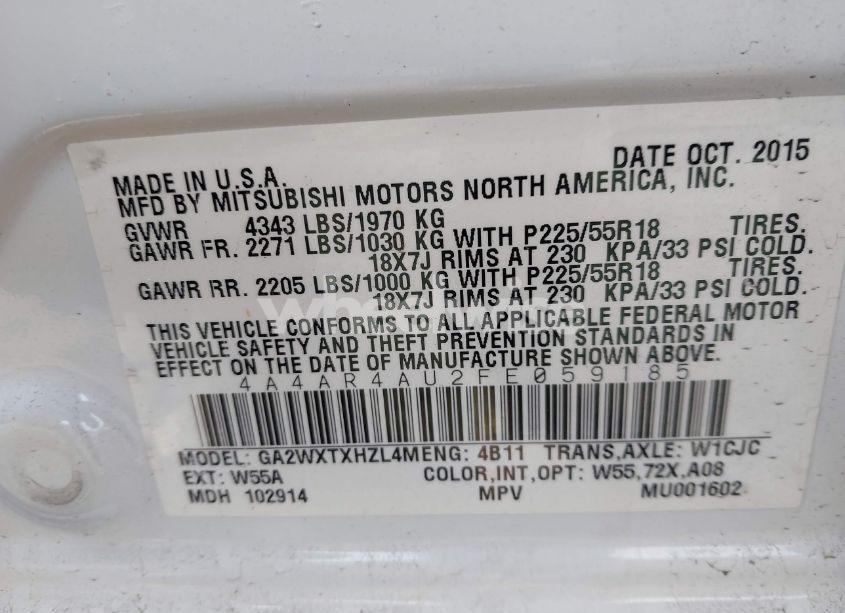 MADE IN U.S.A. DATE OCT. 2015
MFD BY MITSUBISHI MOTORS NORTH AMERICA, INC.
GVWR 4343 LBS/1970 KG
GAWR FR. 2271 LBS/1030 KG WITH P225/55R18 TIRES.
18X7J RIMS AT 230 KPA/33 PSI COLD.
GAWR RR. 2205 LBS/1000 KG WITH P225/55R18 TIRES.
18X7J RIMS AT 230 KPA/33 PSI COLD.
THIS VEHICLE CONFORMS TO ALL APPLICABLE FEDERAL MOTOR
VEHICLE SAFETY AND THEFT PREVENTION STANDARDS IN
EFFECT ON THE DATE OF MANUFACTURE SHOWN ABOVE.
4A4AR4AU2FE059185
MODEL: GA2WXTXHZL4MENG: 4B11 TRANS,AXLE: W1CJC
EXT: W55A COLOR,INT,OPT: W55,72X,A08
MDH 102914 MPV MU001602